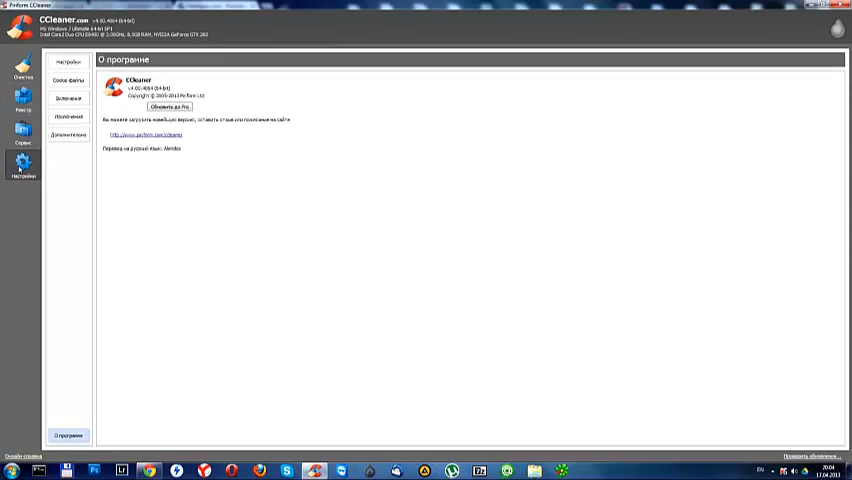 Piriform CCleaner
CCleaner.com v4.00.4064 (64-bit)
MS Windows 7 Ultimate 64-bit SP1
Intel Core2 Duo CPU E8400 @ 3.00GHz, 8.0GB RAM, NVIDIA GeForce GTX 260
Очистка
Реестр
Сервис
Настройки
Настройки
Cookie-файлы
Включения
Исключения
Дополнительно
О программе
О программе
CCleaner
v4.00.4064 (64-bit)
Copyright © 2005-2013 Piriform Ltd
Обновить до Pro
Вы можете загрузить новейшую версию, оставить отзыв или пожелание на сайте
http://www.piriform.com/ccleaner
Перевод на русский язык:
Онлайн-справка
Проверить обновления...
Ps
Lr
EN
20:04
17.04.2013